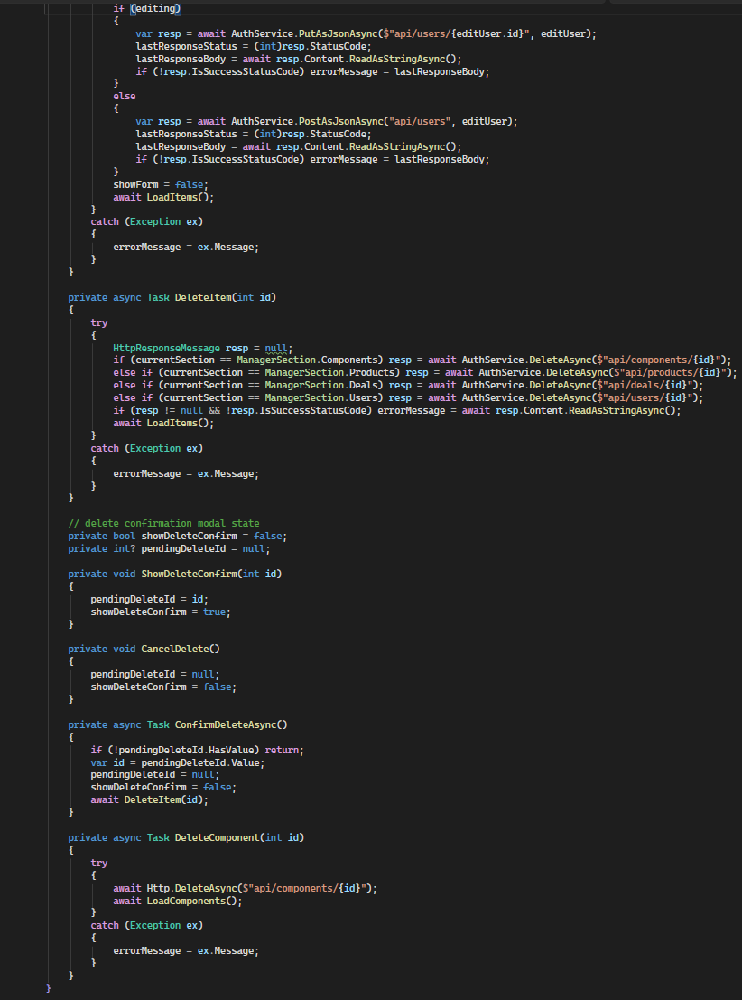 if (editing)
{
var resp = await AuthService.PutAsJsonAsync($"api/users/{editUser.id}", editUser);
lastResponseStatus = (int)resp.StatusCode;
lastResponseBody = await resp.Content.ReadAsStringAsync();
if (!resp.IsSuccessStatusCode) errorMessage = lastResponseBody;
}
else
{
var resp = await AuthService.PostAsJsonAsync("api/users", editUser);
lastResponseStatus = (int)resp.StatusCode;
lastResponseBody = await resp.Content.ReadAsStringAsync();
if (!resp.IsSuccessStatusCode) errorMessage = lastResponseBody;
}
showForm = false;
await LoadItems();
}
catch (Exception ex)
{
errorMessage = ex.Message;
}
}
private async Task DeleteItem(int id)
{
try
{
HttpResponseMessage resp = null;
if (currentSection == ManagerSection.Components) resp = await AuthService.DeleteAsync($"api/components/{id}");
else if (currentSection == ManagerSection.Products) resp = await AuthService.DeleteAsync($"api/products/{id}");
else if (currentSection == ManagerSection.Deals) resp = await AuthService.DeleteAsync($"api/deals/{id}");
else if (currentSection == ManagerSection.Users) resp = await AuthService.DeleteAsync($"api/users/{id}");
if (resp != null && !resp.IsSuccessStatusCode) errorMessage = await resp.Content.ReadAsStringAsync();
await LoadItems();
}
catch (Exception ex)
{
errorMessage = ex.Message;
}
}
// delete confirmation modal state
private bool showDeleteConfirm = false;
private int? pendingDeleteId = null;
private void ShowDeleteConfirm(int id)
{
pendingDeleteId = id;
showDeleteConfirm = true;
}
private void CancelDelete()
{
pendingDeleteId = null;
showDeleteConfirm = false;
}
private async Task ConfirmDeleteAsync()
{
if (!pendingDeleteId.HasValue) return;
var id = pendingDeleteId.Value;
pendingDeleteId = null;
showDeleteConfirm = false;
await DeleteItem(id);
}
private async Task DeleteComponent(int id)
{
try
{
await Http.DeleteAsync($"api/components/{id}");
await LoadComponents();
}
catch (Exception ex)
{
errorMessage = ex.Message;
}
}
}